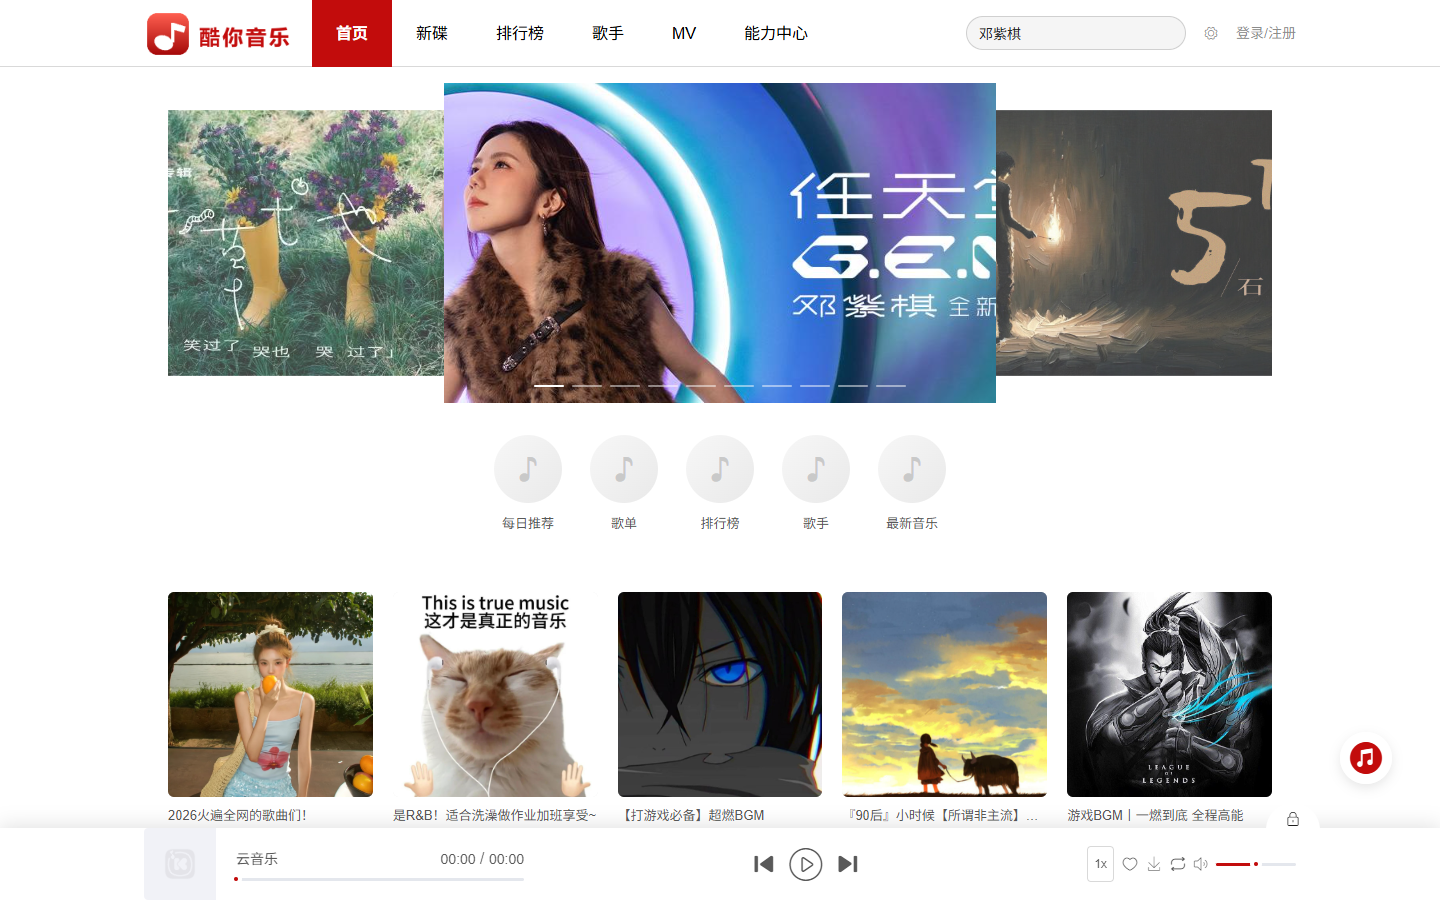 酷你音乐
首页
新碟
排行榜
歌手
MV
能力中心
邓紫棋
登录/注册
笑过了 哭也 哭 过了」
任天堂
G.E.M
邓紫棋 全新
5
/石
每日推荐
歌单
排行榜
歌手
最新音乐
This is true music
这才是真正的音乐
LEAGUE
OF
LEGENDS
2026火遍全网的歌曲们！
是R&B！适合洗澡做作业加班享受~
【打游戏必备】超燃BGM
『90后』小时候【所谓非主流】...
游戏BGM丨一燃到底 全程高能
云音乐
00:00 / 00:00
1x